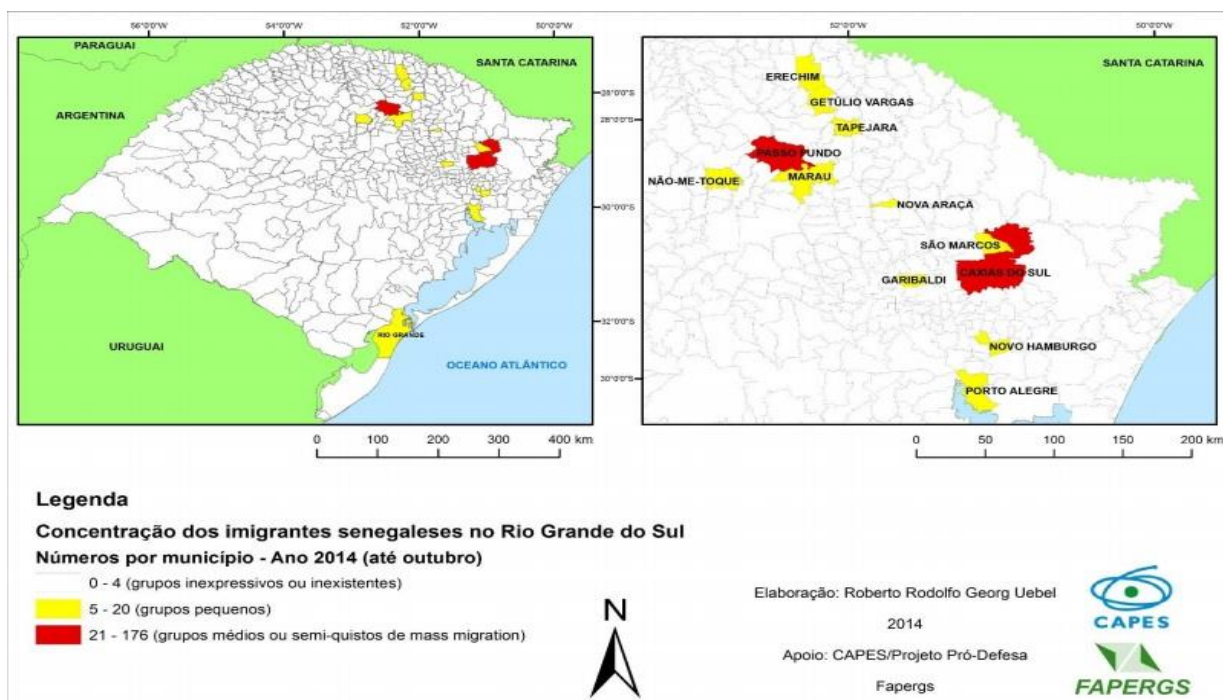 56°0'0"W
54°0'0"W
52°0'0"W
50°0'0"W
PARAGUAI
SANTA CATARINA
ARGENTINA
28°0'0"S
30°0'0"S
32°0'0"S
RIO GRANDE
URUGUAI
OCEANO ATLÂNTICO
0 100 200 300 400 km
52°0'0"W
50°0'0"W
SANTA CATARINA
ERECHIM
GETÚLIO VARGAS
28°0'0"S
TAPEJARA
PASSO FUNDO
NÃO-ME-TOQUE
MARAU
NOVA ARAÇÁ
SÃO MARCOS
CAXIAS DO SUL
GARIBALDI
NOVO HAMBURGO
30°0'0"S
PORTO ALEGRE
0 50 100 150 200 km
Legenda
Concentração dos imigrantes senegaleses no Rio Grande do Sul
Números por município - Ano 2014 (até outubro)
0 - 4 (grupos inexpressivos ou inexistentes)
5 - 20 (grupos pequenos)
21 - 176 (grupos médios ou semi-quistos de mass migration)
N
Elaboração: Roberto Rodolfo Georg Uebel
2014
Apoio: CAPES/Projeto Pró-Defesa
Fapergs
CAPES
FAPERGS